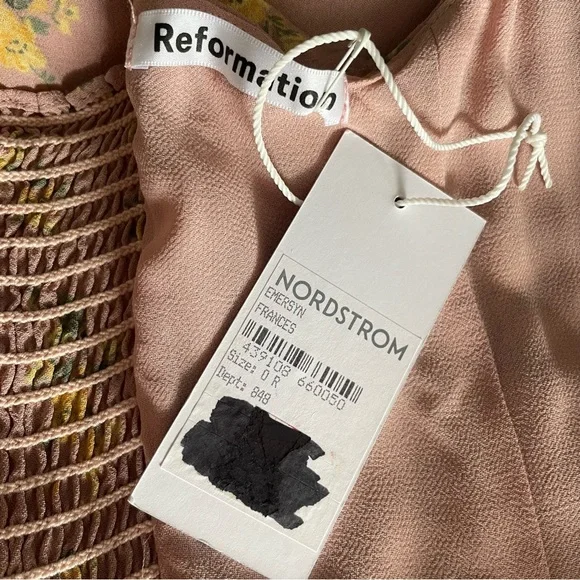 Reformation
NORDSTROM
EMERSYN
FRANCES
439108 660050
Size: 0 R
Dept: 848